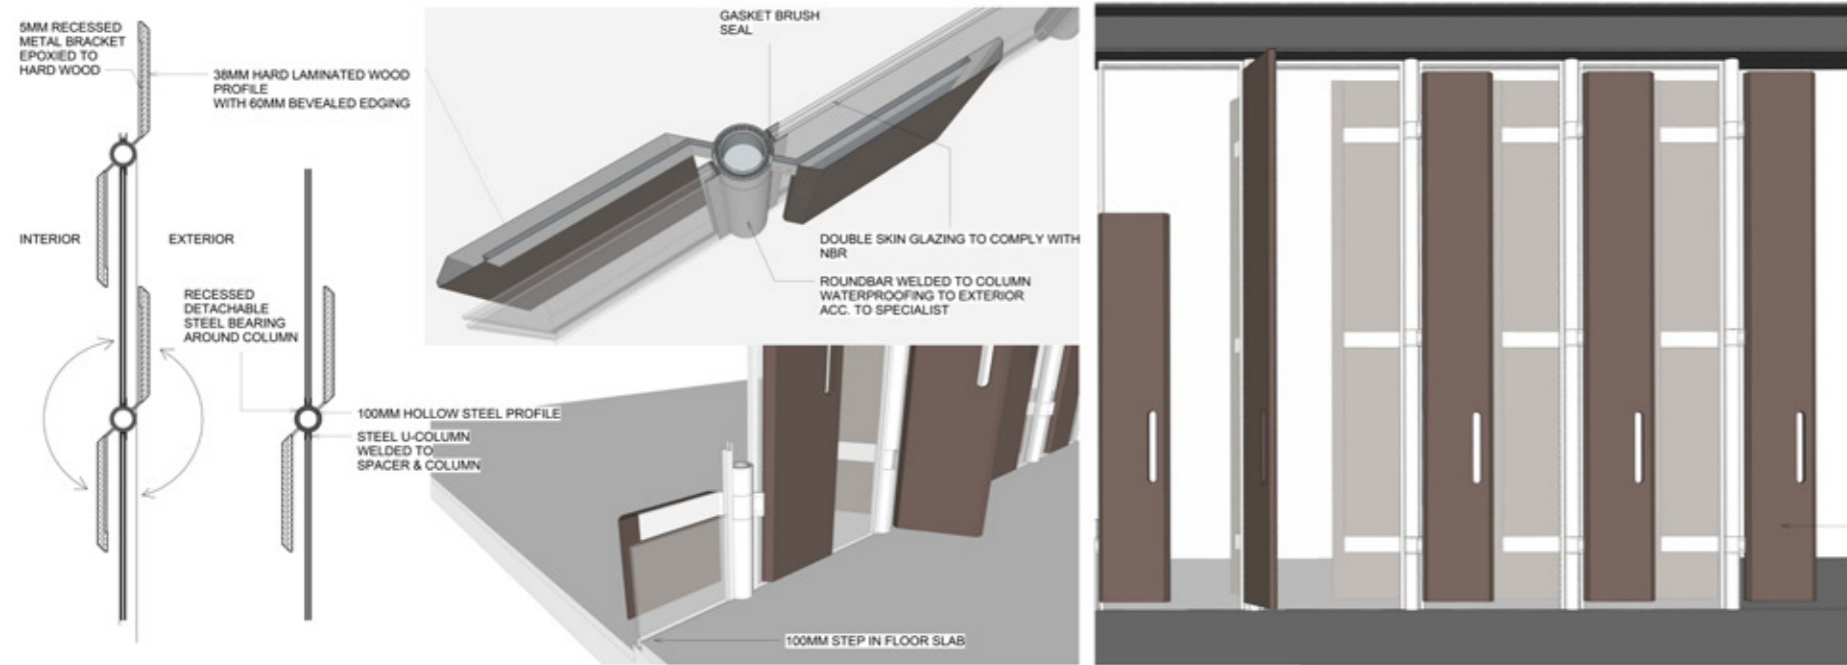 5MM RECESSED
METAL BRACKET
EPOXIED TO
HARD WOOD
38MM HARD LAMINATED WOOD
PROFILE
WITH 60MM BEVEALED EDGING
INTERIOR
EXTERIOR
RECESSED
DETACHABLE
STEEL BEARING
AROUND COLUMN
100MM HOLLOW STEEL PROFILE
STEEL U-COLUMN
WELDED TO
SPACER & COLUMN
GASKET BRUSH
SEAL
DOUBLE SKIN GLAZING TO COMPLY WITH
NBR
ROUNDBAR WELDED TO COLUMN
WATERPROOFING TO EXTERIOR
ACC. TO SPECIALIST
100MM STEP IN FLOOR SLAB